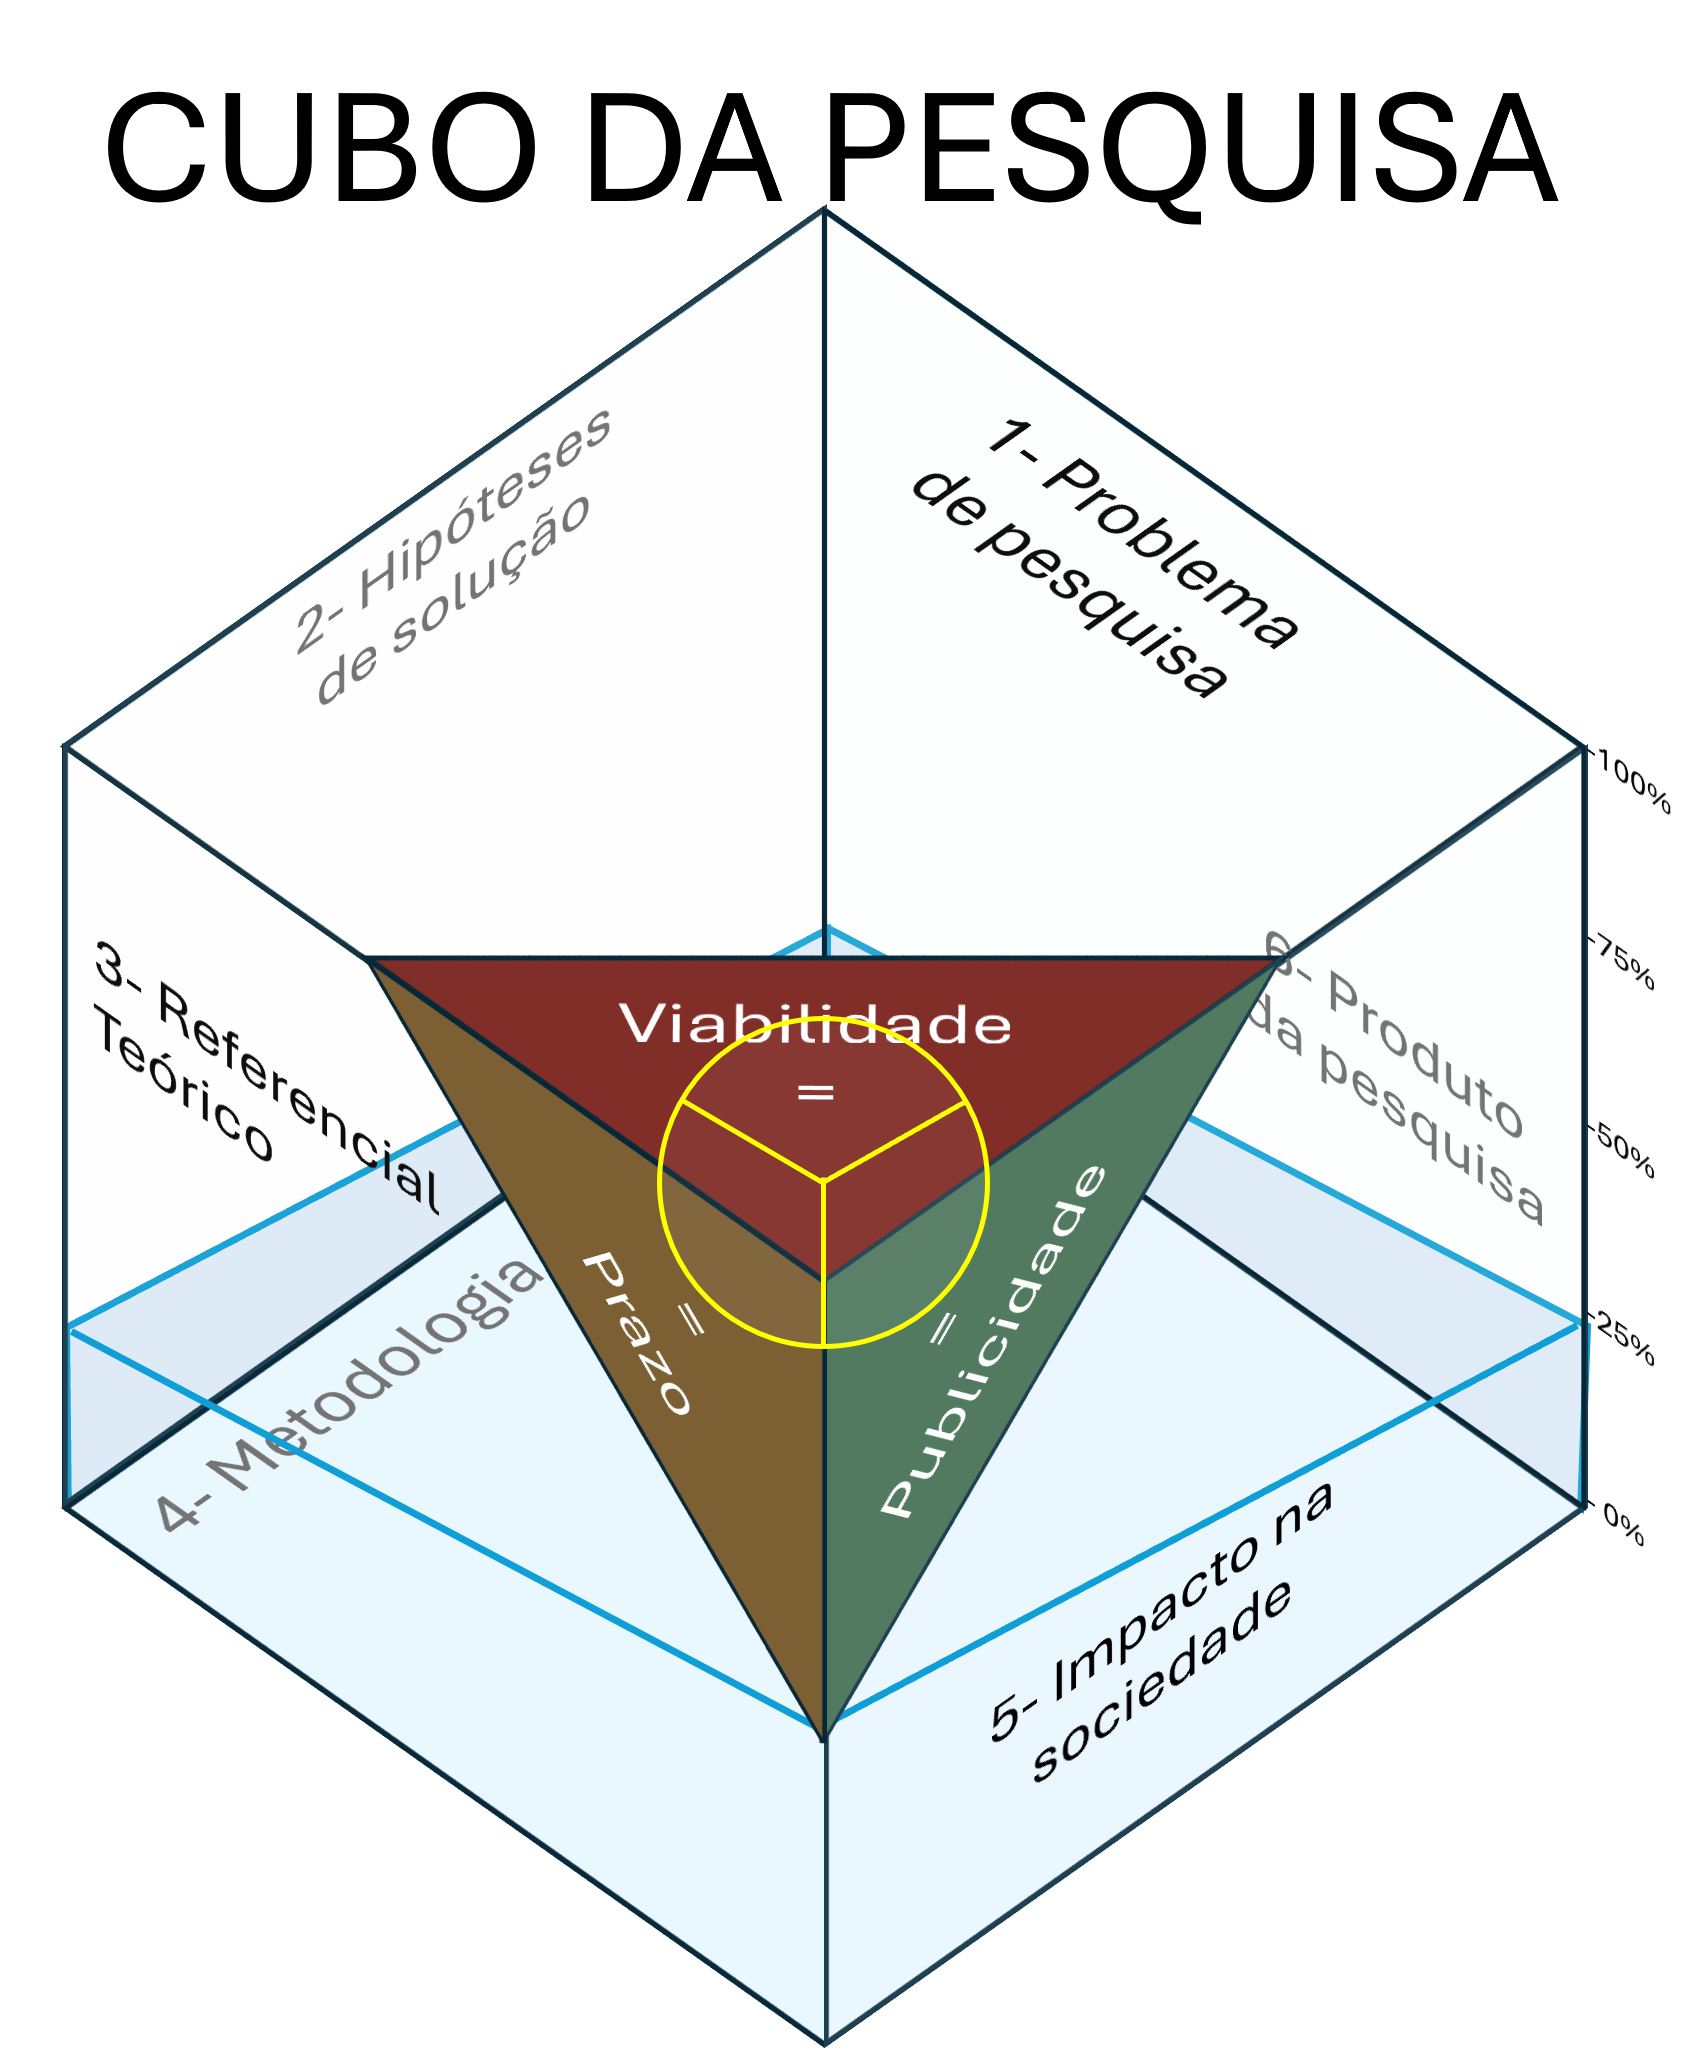 CUBO DA PESQUISA
2- Hipóteses
de solução
1- Problema
de pesquisa
100%
75%
50%
25%
0%
3- Referencial
Teórico
6- Produto
da pesquisa
Viabilidade
=
Prazo
=
Publicidade
=
4- Metodologia
5- Impacto na
sociedade